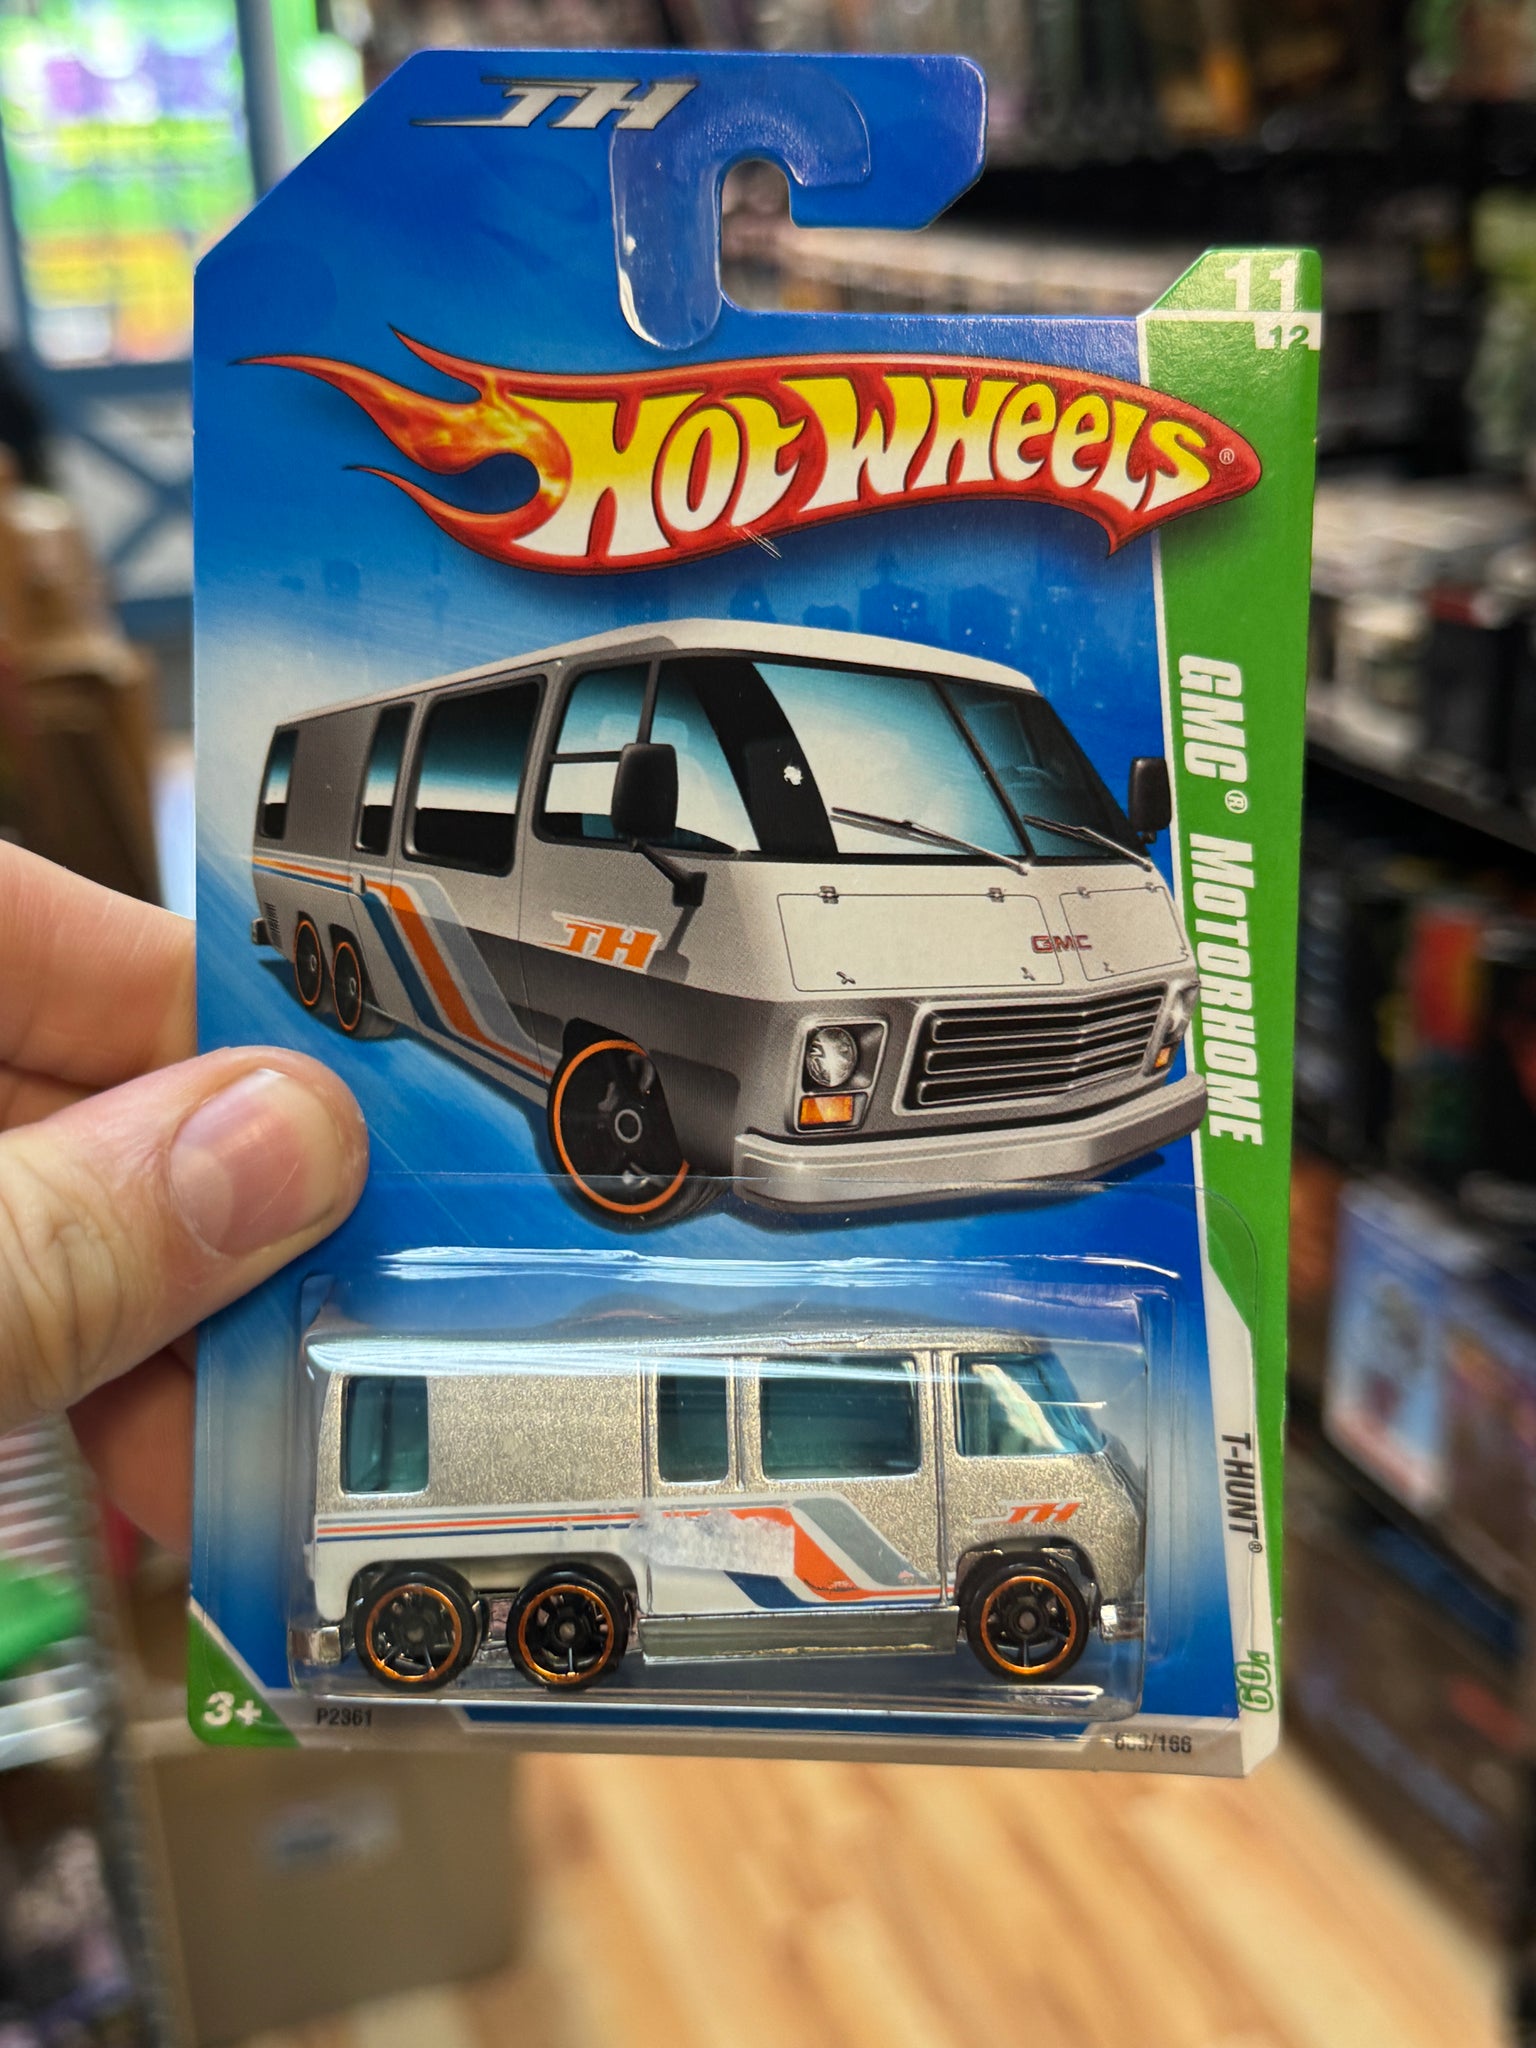 TH
11
12
HOT WHEELS®
GMC® MOTORHOME
TH
GMC
TH
T-HUNT®
09
3+
P2361
/166